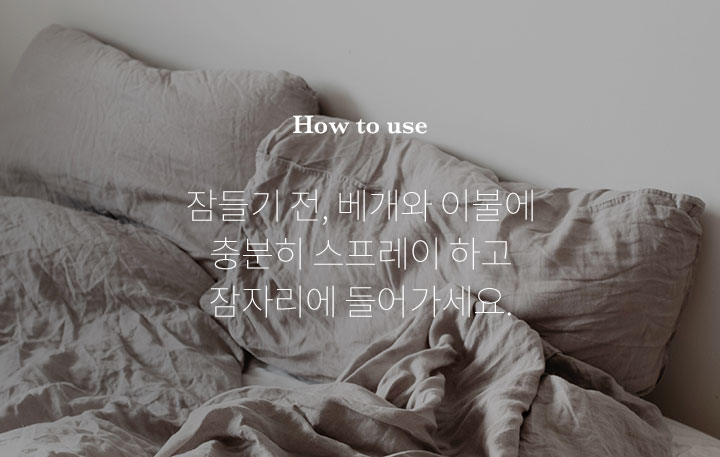 How to use
잠들기 전, 베개와 이불에
충분히 스프레이 하고
잠자리에 들어가세요.